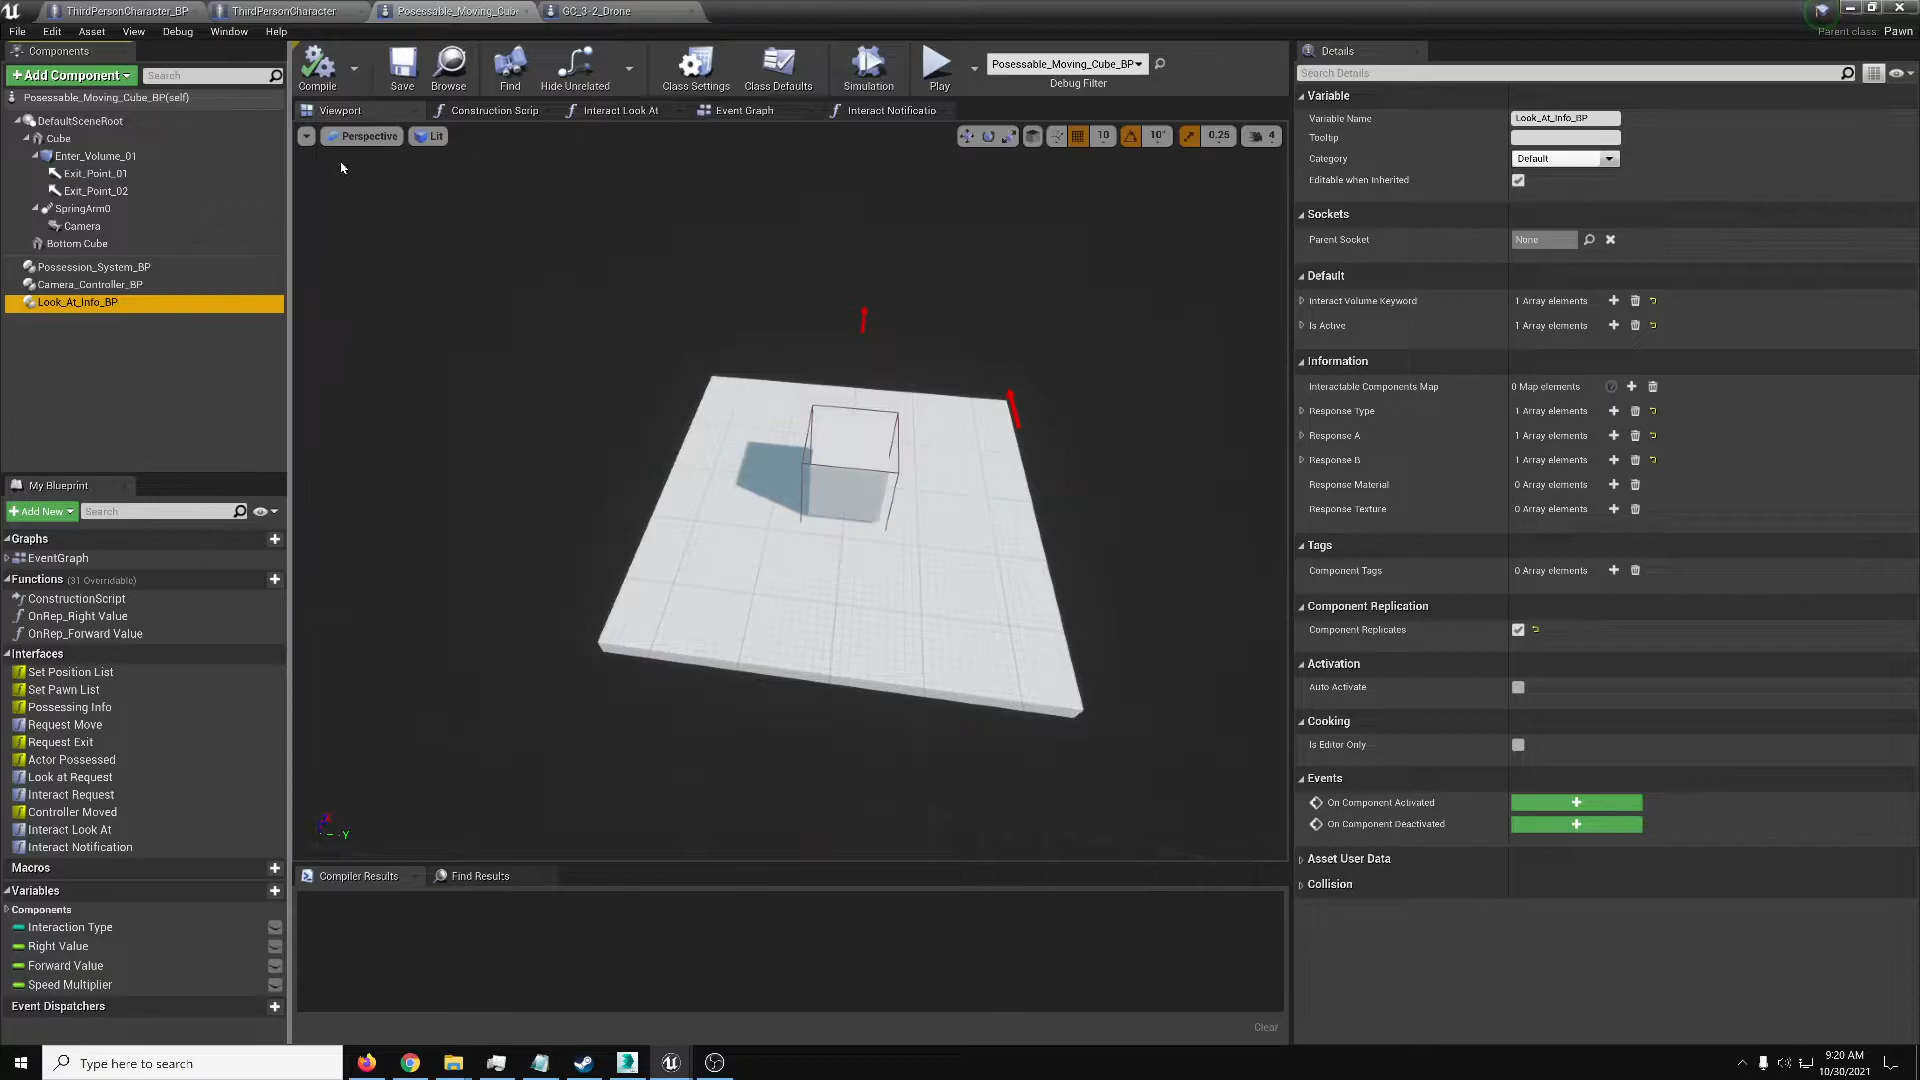 ThirdPersonCharacter_BP
ThirdPersonCharacter
Posessable_Moving_Cub
GC_3-2_Drone
File
Edit
Asset
View
Debug
Window
Help
Parent class: Pawn
Components
+Add Component
Search
Posessable_Moving_Cube_BP(self)
DefaultSceneRoot
Cube
Enter_Volume_01
Exit_Point_01
Exit_Point_02
SpringArm0
Camera
Bottom Cube
Possession_System_BP
Camera_Controller_BP
Look_At_Info_BP
Compile
Save
Browse
Find
Hide Unrelated
Class Settings
Class Defaults
Simulation
Play
Posessable_Moving_Cube_BP
Debug Filter
Viewport
Construction Scrip
Interact Look At
Event Graph
Interact Notificatio
Perspective
Lit
10
10°
0.25
4
X
Y
My Blueprint
+Add New
Search
Graphs
EventGraph
Functions (31 Overridable)
ConstructionScript
OnRep_Right Value
OnRep_Forward Value
Interfaces
Set Position List
Set Pawn List
Possessing Info
Request Move
Request Exit
Actor Possessed
Look at Request
Interact Request
Controller Moved
Interact Look At
Interact Notification
Macros
Variables
Components
Interaction Type
Right Value
Forward Value
Speed Multiplier
Event Dispatchers
Compiler Results
Find Results
Clear
Details
Search Details
Variable
Variable Name
Look_At_Info_BP
Tooltip
Category
Default
Editable when Inherited
Sockets
Parent Socket
None
Default
Interact Volume Keyword
1 Array elements
Is Active
1 Array elements
Information
Interactable Components Map
0 Map elements
Response Type
1 Array elements
Response A
1 Array elements
Response B
1 Array elements
Response Material
0 Array elements
Response Texture
0 Array elements
Tags
Component Tags
0 Array elements
Component Replication
Component Replicates
Activation
Auto Activate
Cooking
Is Editor Only
Events
On Component Activated
On Component Deactivated
Asset User Data
Collision
Type here to search
9:20 AM
10/30/2021